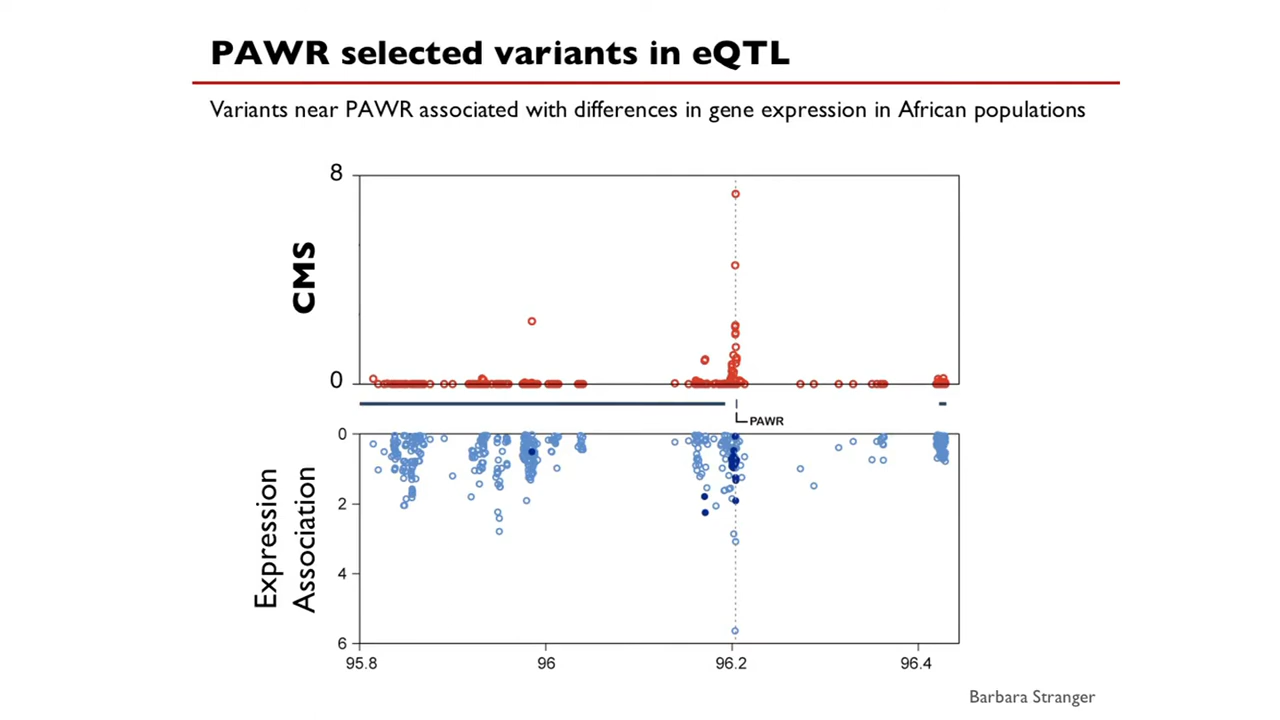 PAWR selected variants in eQTL
Variants near PAWR associated with differences in gene expression in African populations
8
CMS
0
PAWR
0
2
4
6
Expression
Association
95.8
96
96.2
96.4
Barbara Stranger